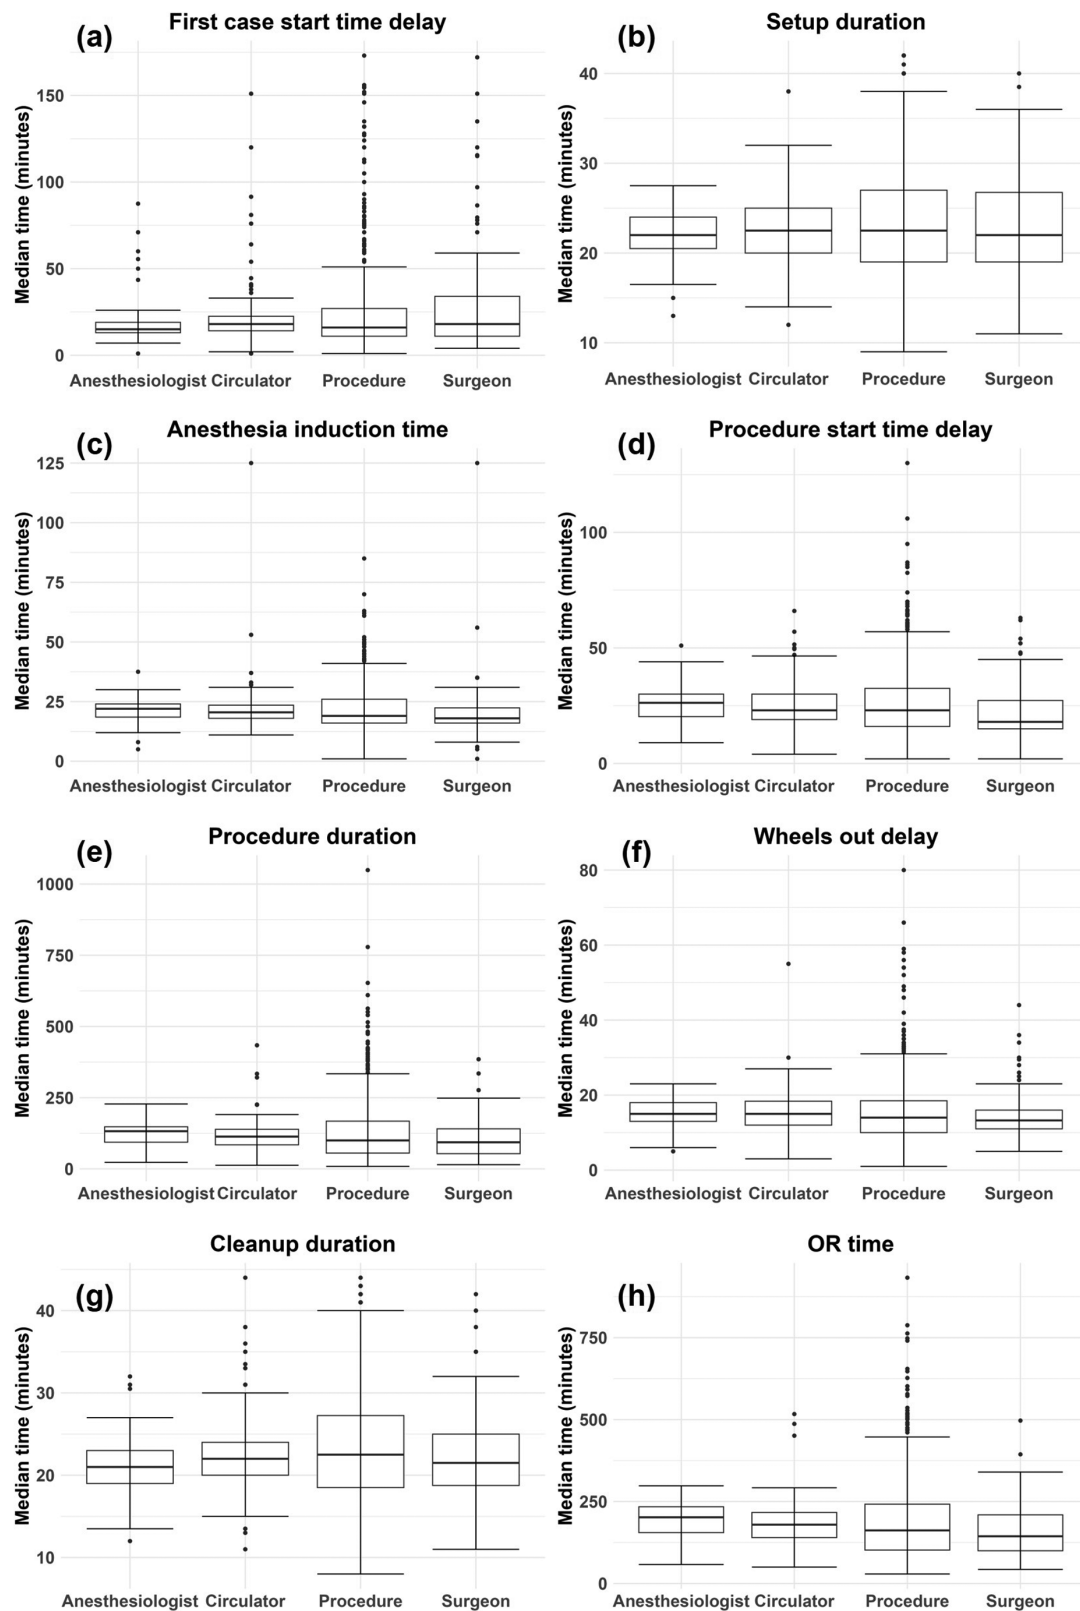 (a)
First case start time delay
Median time (minutes)
150
100
50
0
Anesthesiologist Circulator Procedure Surgeon
(b)
Setup duration
Median time (minutes)
40
30
20
10
Anesthesiologist Circulator Procedure Surgeon
(c)
Anesthesia induction time
Median time (minutes)
125
100
75
50
25
0
Anesthesiologist Circulator Procedure Surgeon
(d)
Procedure start time delay
Median time (minutes)
100
50
0
Anesthesiologist Circulator Procedure Surgeon
(e)
Procedure duration
Median time (minutes)
1000
750
500
250
0
Anesthesiologist Circulator Procedure Surgeon
(f)
Wheels out delay
Median time (minutes)
80
60
40
20
0
Anesthesiologist Circulator Procedure Surgeon
(g)
Cleanup duration
Median time (minutes)
40
30
20
10
Anesthesiologist Circulator Procedure Surgeon
(h)
OR time
Median time (minutes)
750
500
250
0
Anesthesiologist Circulator Procedure Surgeon